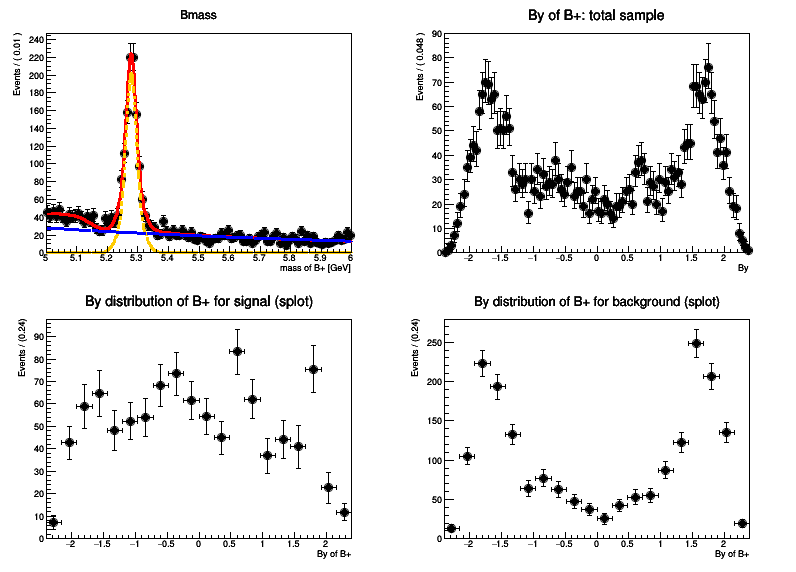 Bmass
Events / ( 0.01 )
240
220
200
180
160
140
120
100
80
60
40
20
0
5 5.1 5.2 5.3 5.4 5.5 5.6 5.7 5.8 5.9 6
mass of B+ [GeV]
By of B+: total sample
Events / ( 0.048 )
90
80
70
60
50
40
30
20
10
0
−2 −1.5 −1 −0.5 0 0.5 1 1.5 2
By
By distribution of B+ for signal (splot)
Events / (0.24)
90
80
70
60
50
40
30
20
10
0
−2 −1.5 −1 −0.5 0 0.5 1 1.5 2
By of B+
By distribution of B+ for background (splot)
Events / (0.24)
250
200
150
100
50
0
−2 −1.5 −1 −0.5 0 0.5 1 1.5 2
By of B+